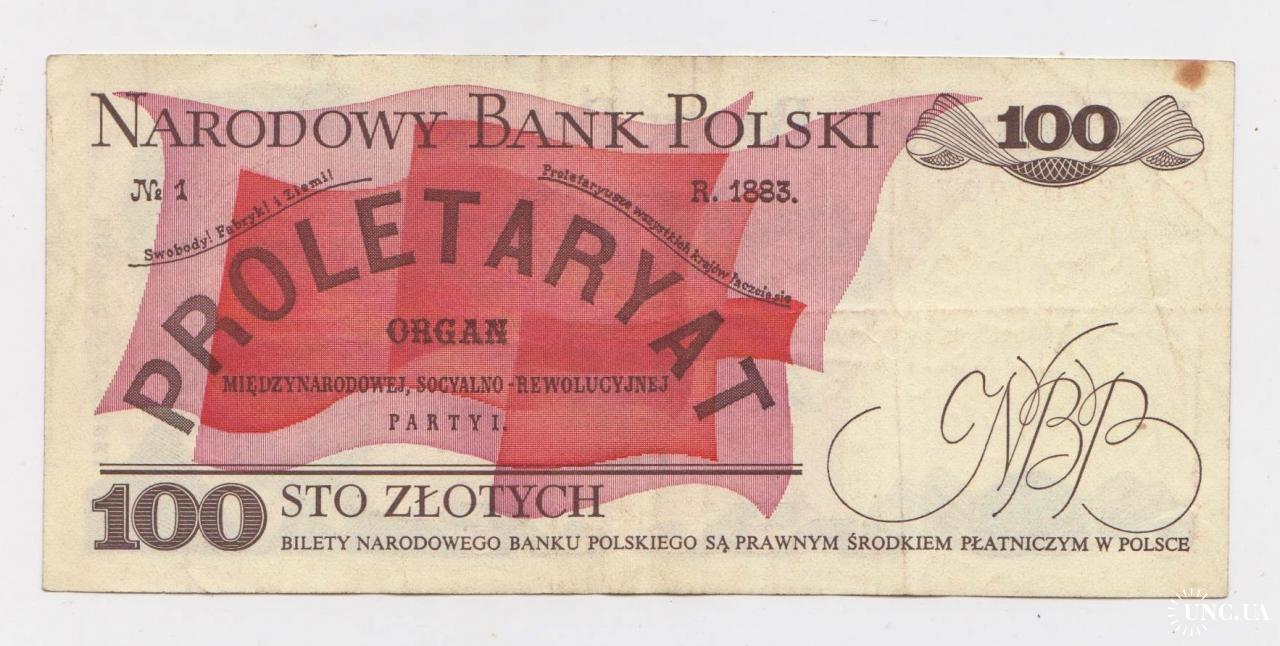 NARODOWY BANK POLSKI
100
№ 1
R. 1883.
Swobody! Fabryk! i Ziemi!
Proletaryusze wszystkich krajów łączcie się
PROLETARYAT
ORGAN
MIĘDZYNARODOWEJ, SOCYALNO-REWOLUCYJNEJ
PARTYI.
NBP
100 STO ZŁOTYCH
BILETY NARODOWEGO BANKU POLSKIEGO SĄ PRAWNYM ŚRODKIEM PŁATNICZYM W POLSCE
UNC.UA